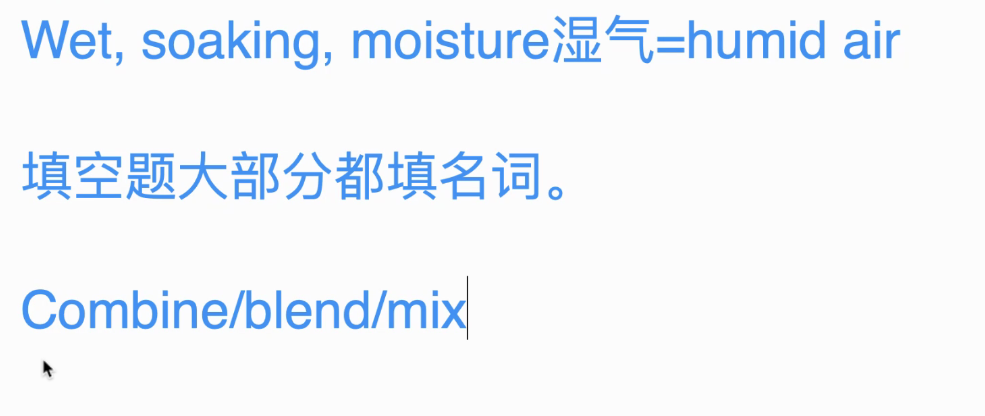 Wet, soaking, moisture湿气=humid air
填空题大部分都填名词。
Combine/blend/mix